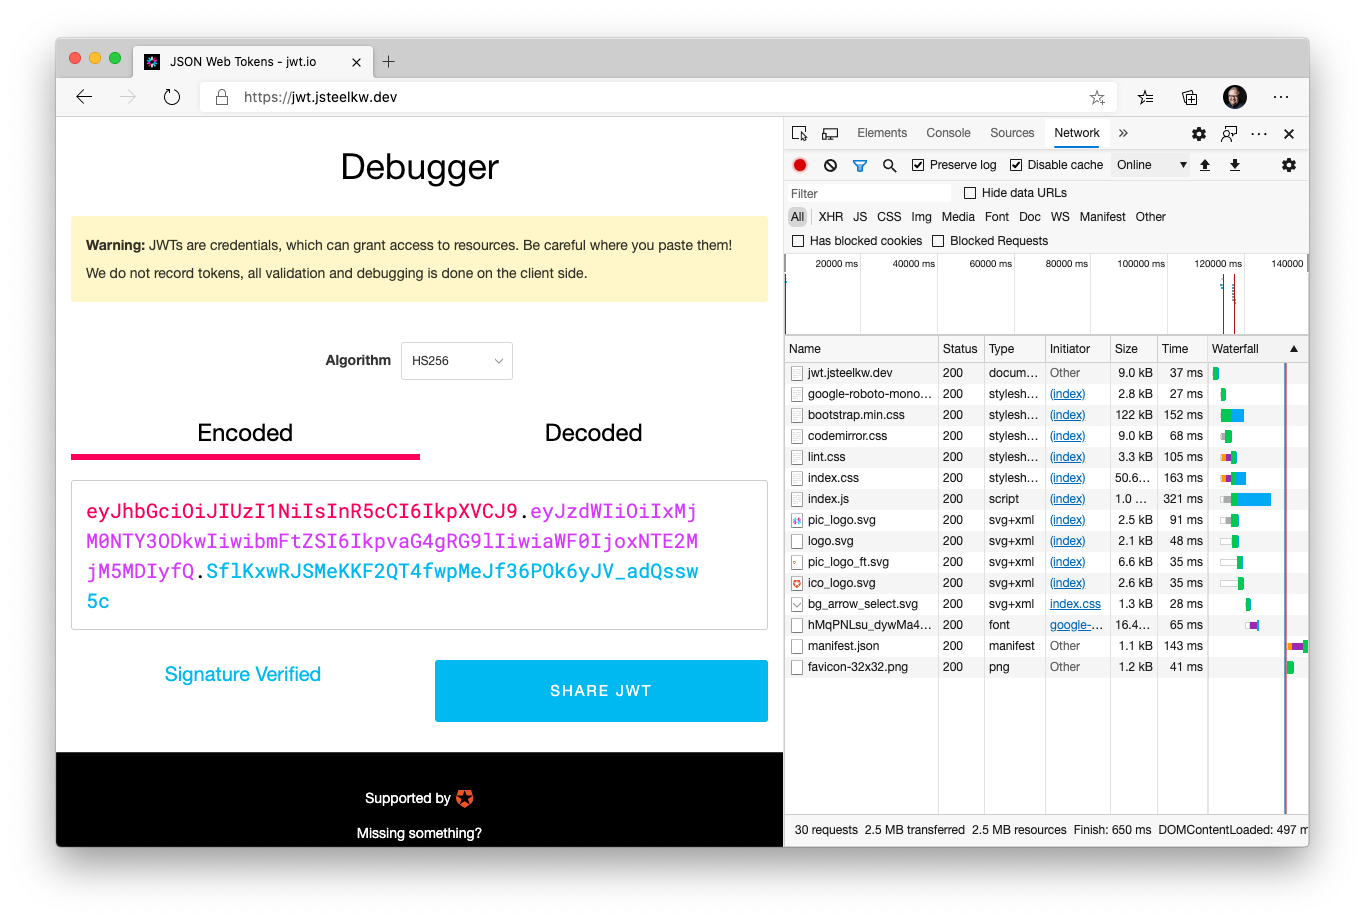 JSON Web Tokens - jwt.io
https://jwt.jsteelkw.dev
Debugger
Warning: JWTs are credentials, which can grant access to resources. Be careful where you paste them!
We do not record tokens, all validation and debugging is done on the client side.
Algorithm HS256
Encoded Decoded
eyJhbGciOiJIUzI1NiIsInR5cCI6IkpXVCJ9.eyJzdWIiOiIxMj
M0NTY3ODkwIiwibmFtZSI6IkpvaG4gRG9lIiwiaWF0IjoxNTE2M
jM5MDIyfQ.SflKxwRJSMeKKF2QT4fwpMeJf36POk6yJV_adQssw
5c
Signature Verified SHARE JWT
Supported by
Missing something?
Elements Console Sources Network »
Preserve log Disable cache Online
Filter Hide data URLs
All XHR JS CSS Img Media Font Doc WS Manifest Other
Has blocked cookies Blocked Requests
20000 ms 40000 ms 60000 ms 80000 ms 100000 ms 120000 ms 140000
Name Status Type Initiator Size Time Waterfall
jwt.jsteelkw.dev 200 docum... Other 9.0 kB 37 ms
google-roboto-mono... 200 stylesh... (index) 2.8 kB 27 ms
bootstrap.min.css 200 stylesh... (index) 122 kB 152 ms
codemirror.css 200 stylesh... (index) 9.0 kB 68 ms
lint.css 200 stylesh... (index) 3.3 kB 105 ms
index.css 200 stylesh... (index) 50.6... 163 ms
index.js 200 script (index) 1.0 ... 321 ms
pic_logo.svg 200 svg+xml (index) 2.5 kB 91 ms
logo.svg 200 svg+xml (index) 2.1 kB 48 ms
pic_logo_ft.svg 200 svg+xml (index) 6.6 kB 35 ms
ico_logo.svg 200 svg+xml (index) 2.6 kB 35 ms
bg_arrow_select.svg 200 svg+xml index.css 1.3 kB 28 ms
hMqPNLsu_dywMa4... 200 font google-... 16.4... 65 ms
manifest.json 200 manifest Other 1.1 kB 143 ms
favicon-32x32.png 200 png Other 1.2 kB 41 ms
30 requests 2.5 MB transferred 2.5 MB resources Finish: 650 ms DOMContentLoaded: 497 m